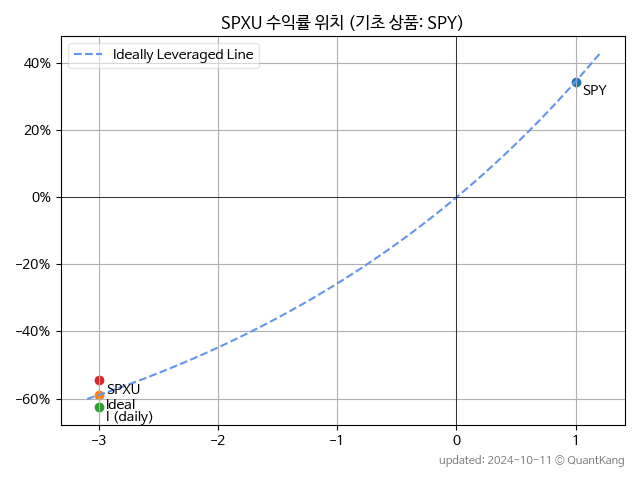 SPXU 수익률 위치 (기초 상품: SPY)
Ideally Leveraged Line
40%
20%
0%
-20%
-40%
-60%
SPY
SPXU
Ideal
I (daily)
-3
-2
-1
0
1
updated: 2024-10-11 © QuantKang